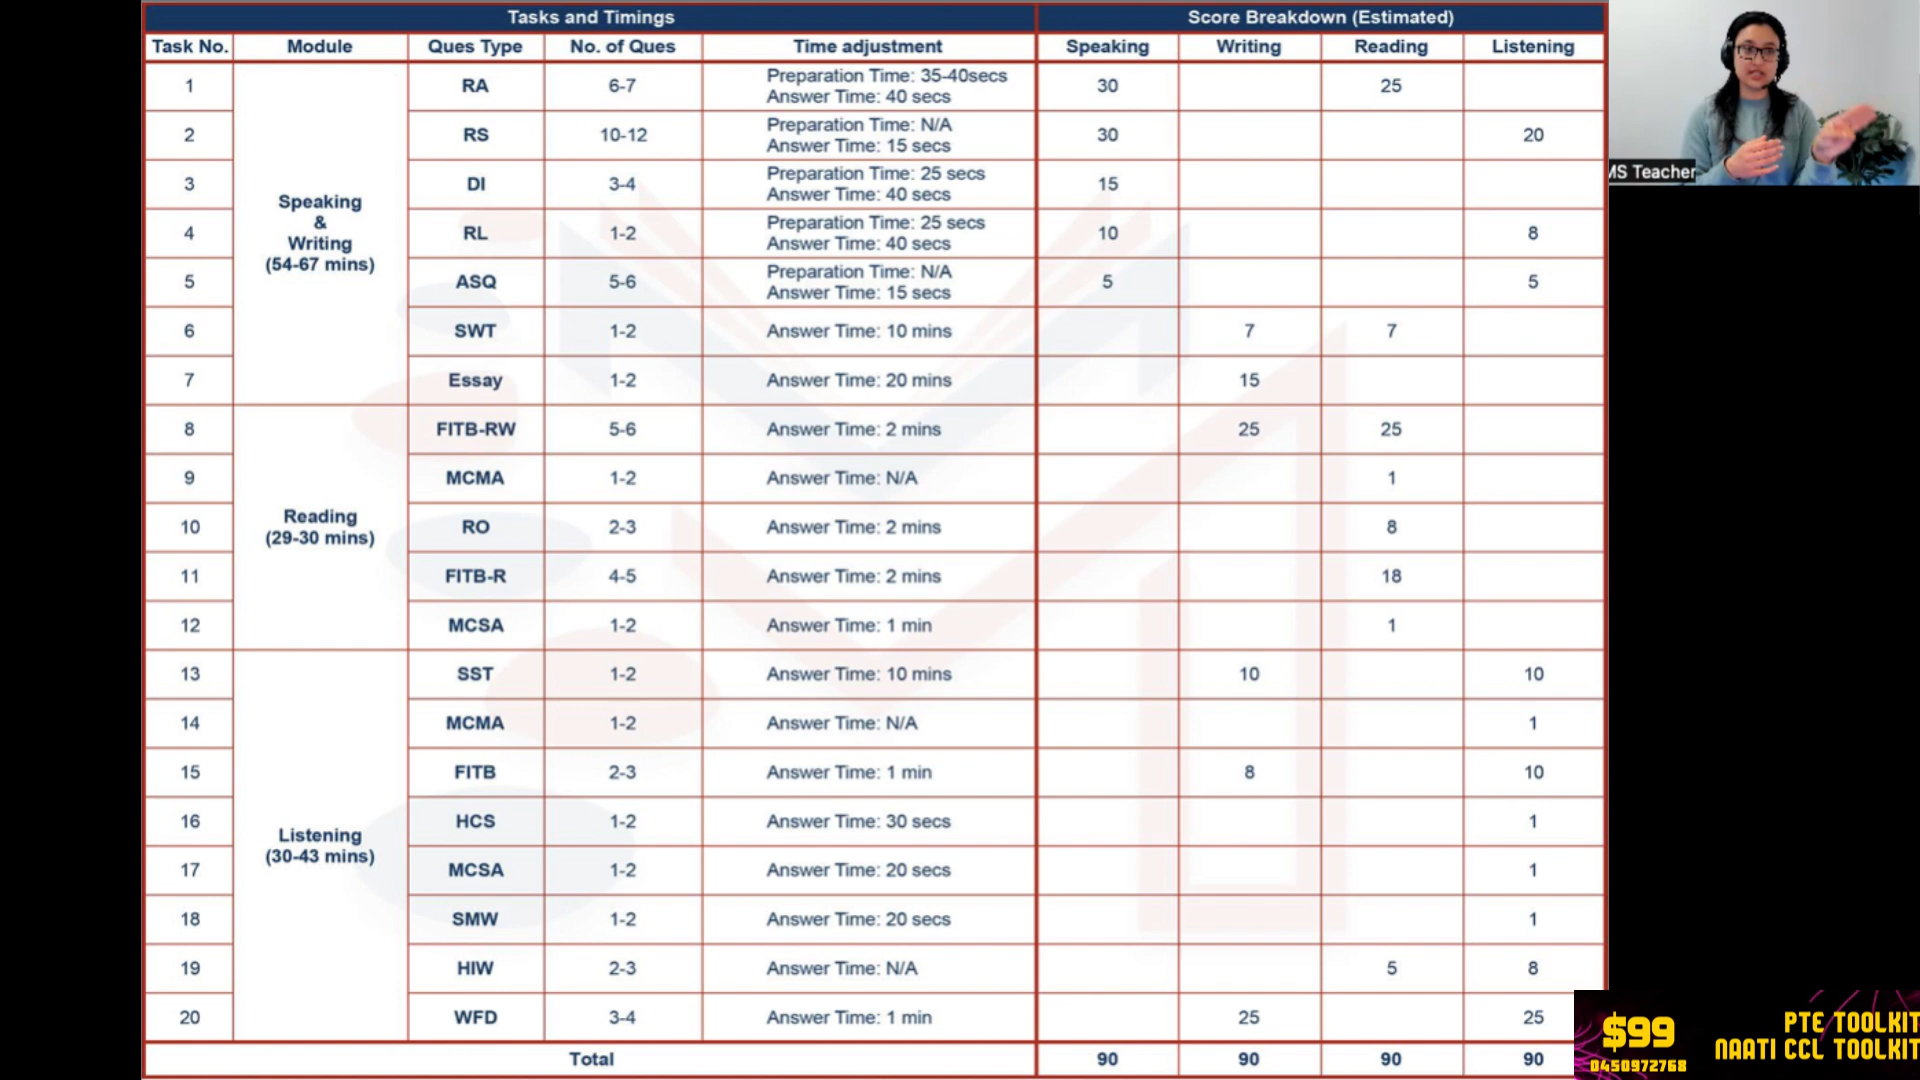 Tasks and Timings Score Breakdown (Estimated)
Task No. Module Ques Type No. of Ques Time adjustment Speaking Writing Reading Listening
Speaking
&
Writing
(54-67 mins)
1 RA 6-7 Preparation Time: 35-40secs
Answer Time: 40 secs 30 25
2 RS 10-12 Preparation Time: N/A
Answer Time: 15 secs 30 20
3 DI 3-4 Preparation Time: 25 secs
Answer Time: 40 secs 15
4 RL 1-2 Preparation Time: 25 secs
Answer Time: 40 secs 10 8
5 ASQ 5-6 Preparation Time: N/A
Answer Time: 15 secs 5 5
6 SWT 1-2 Answer Time: 10 mins 7 7
7 Essay 1-2 Answer Time: 20 mins 15
Reading
(29-30 mins)
8 FITB-RW 5-6 Answer Time: 2 mins 25 25
9 MCMA 1-2 Answer Time: N/A 1
10 RO 2-3 Answer Time: 2 mins 8
11 FITB-R 4-5 Answer Time: 2 mins 18
12 MCSA 1-2 Answer Time: 1 min 1
Listening
(30-43 mins)
13 SST 1-2 Answer Time: 10 mins 10 10
14 MCMA 1-2 Answer Time: N/A 1
15 FITB 2-3 Answer Time: 1 min 8 10
16 HCS 1-2 Answer Time: 30 secs 1
17 MCSA 1-2 Answer Time: 20 secs 1
18 SMW 1-2 Answer Time: 20 secs 1
19 HIW 2-3 Answer Time: N/A 5 8
20 WFD 3-4 Answer Time: 1 min 25 25
Total 90 90 90 90
MS Teacher
$99
0450972768
PTE TOOLKIT
NAATI CCL TOOLKIT